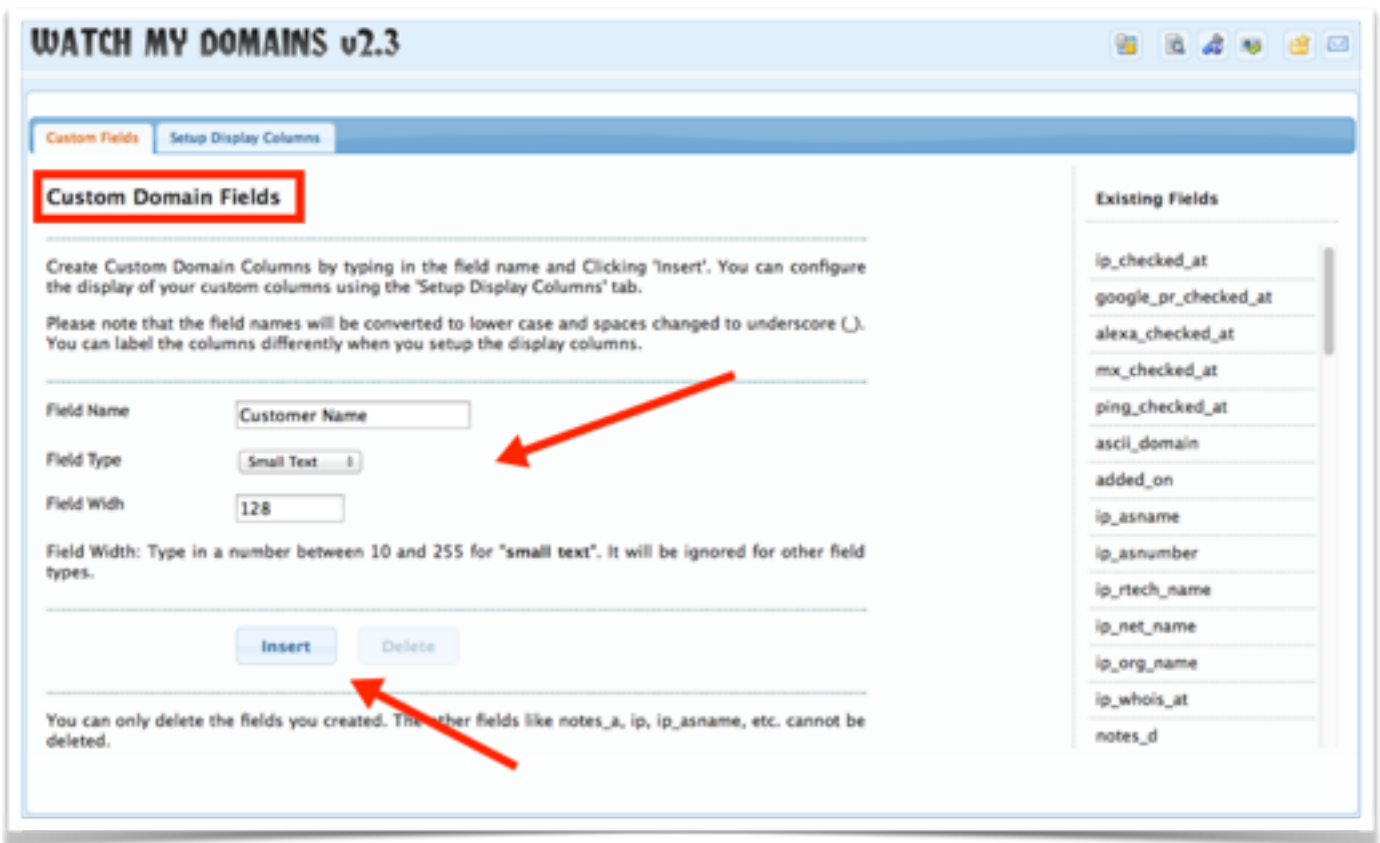 WATCH MY DOMAINS v2.3
Custom Fields
Setup Display Columns
Custom Domain Fields
Create Custom Domain Columns by typing in the field name and Clicking 'Insert'. You can configure
the display of your custom columns using the 'Setup Display Columns' tab.
Please note that the field names will be converted to lower case and spaces changed to underscore (_).
You can label the columns differently when you setup the display columns.
Field Name
Customer Name
Field Type
Small Text
Field Widh
128
Field Width: Type in a number between 10 and 255 for "small text". It will be ignored for other field
types.
Insert
Delete
You can only delete the fields you created. The other fields like notes_a, ip, ip_asname, etc. cannot be
deleted.
Existing Fields
ip_checked_at
google_pr_checked_at
alexa_checked_at
mx_checked_at
ping_checked_at
ascii_domain
added_on
ip_asname
ip_asnumber
ip_rtech_name
ip_net_name
ip_org_name
ip_whois_at
notes_d